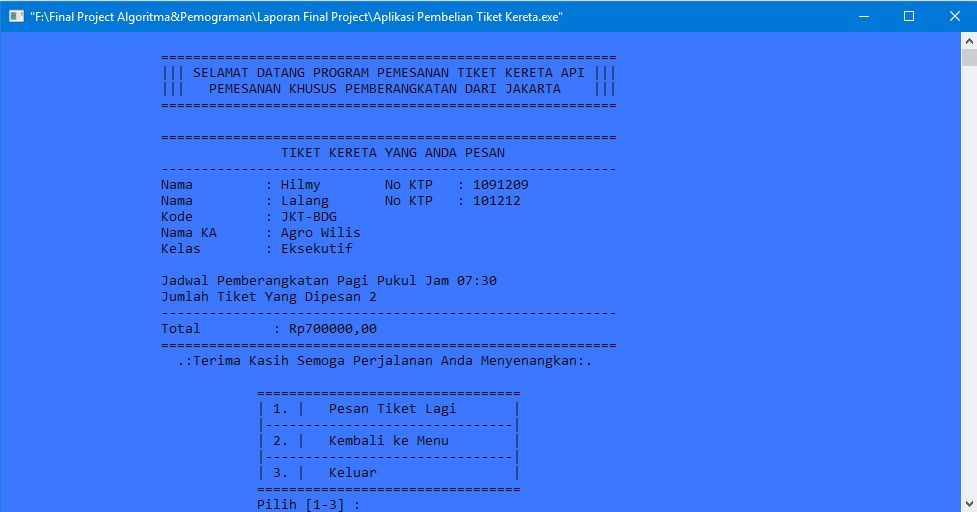 "F:\Final Project Algoritma&Pemograman\Laporan Final Project\Aplikasi Pembelian Tiket Kereta.exe"
=========================================================
||| SELAMAT DATANG PROGRAM PEMESANAN TIKET KERETA API |||
|||   PEMESANAN KHUSUS PEMBERANGKATAN DARI JAKARTA    |||
=========================================================
=========================================================
TIKET KERETA YANG ANDA PESAN
---------------------------------------------------------
Nama         : Hilmy        No KTP   : 1091209
Nama         : Lalang       No KTP   : 101212
Kode         : JKT-BDG
Nama KA      : Agro Wilis
Kelas        : Eksekutif
Jadwal Pemberangkatan Pagi Pukul Jam 07:30
Jumlah Tiket Yang Dipesan 2
---------------------------------------------------------
Total         : Rp700000,00
=========================================================
.:Terima Kasih Semoga Perjalanan Anda Menyenangkan:.
=================================
| 1. |   Pesan Tiket Lagi       |
|-------------------------------|
| 2. |   Kembali ke Menu        |
|-------------------------------|
| 3. |   Keluar                 |
=================================
Pilih [1-3] :